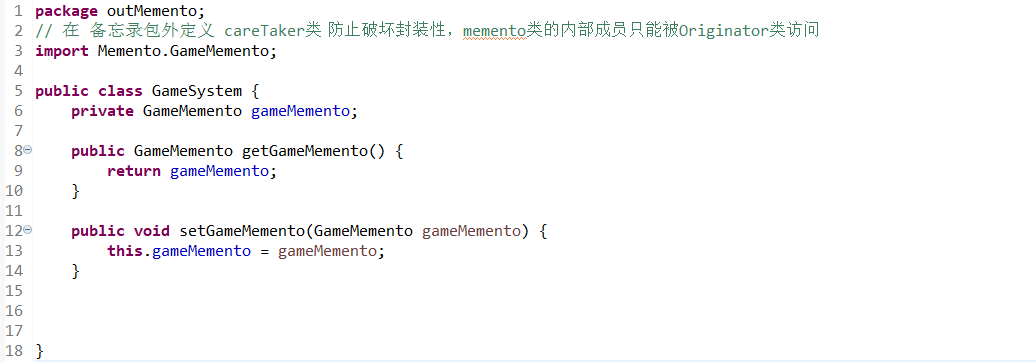 1 package outMemento;
2 // 在 备忘录包外定义 careTaker类 防止破坏封装性，memento类的内部成员只能被Originator类访问
3 import Memento.GameMemento;
4
5 public class GameSystem {
6     private GameMemento gameMemento;
7
8     public GameMemento getGameMemento() {
9         return gameMemento;
10     }
11
12     public void setGameMemento(GameMemento gameMemento) {
13         this.gameMemento = gameMemento;
14     }
15
16
17
18 }